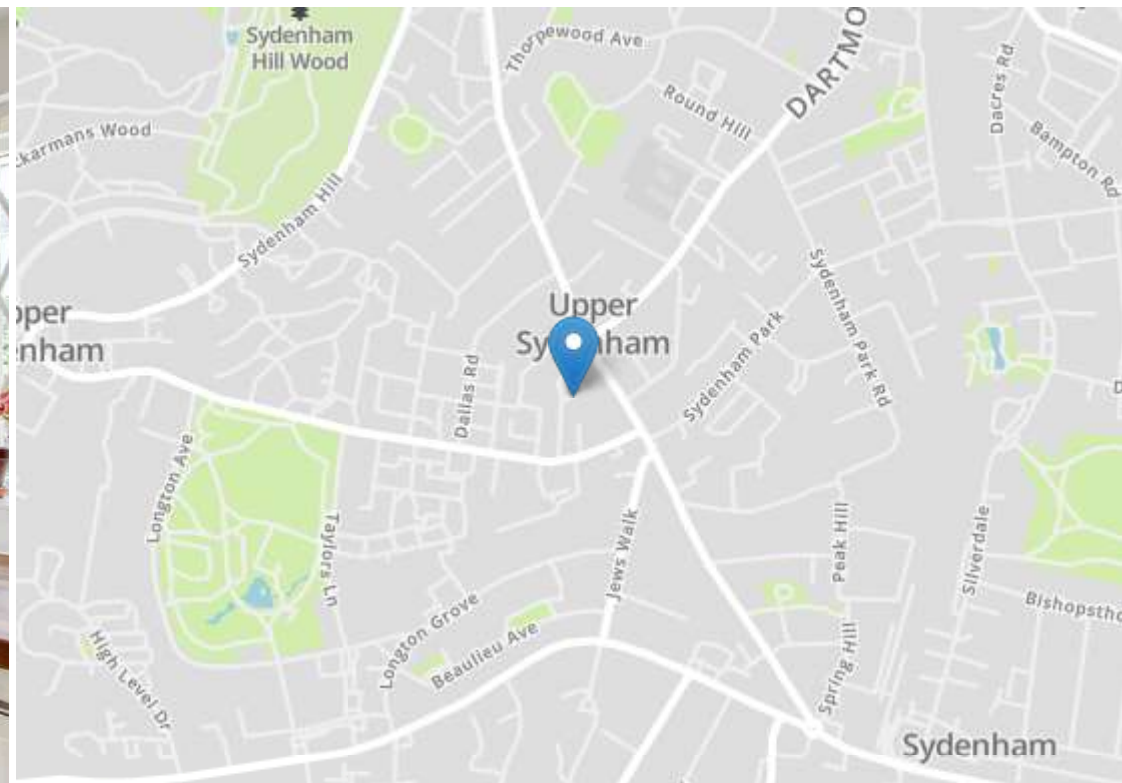 Sydenham
Hill Wood
Thorpewood Ave
DARTMO
Round Hill
Dacres Rd
Bampton Rd
ckarmans Wood
Sydenham Hill
pper
enham
Upper
Sydenham
Sydenham Park
Sydenham Park Rd
Dallas Rd
D
Longton Ave
Taylors Ln
Jews Walk
Peak Hill
Silverdale
Bishopstho
Longton Grove
Beaulieu Ave
High Level Dr
Spring Hill
Sydenham